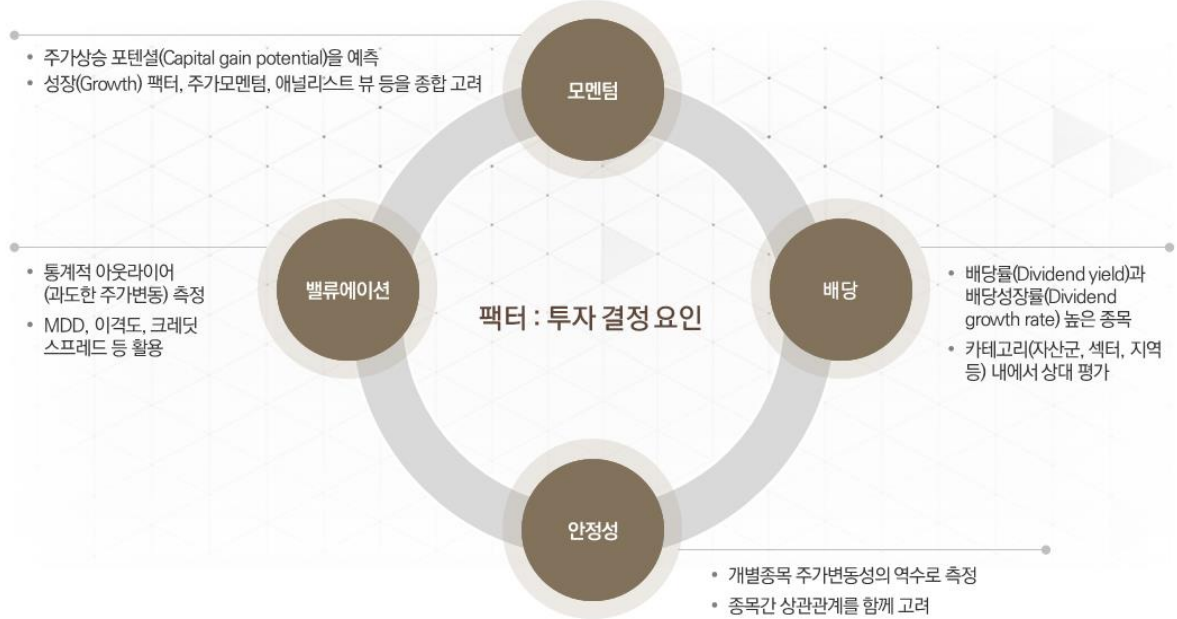 모멘텀
• 주가상승 포텐셜(Capital gain potential)을 예측
• 성장(Growth) 팩터, 주가모멘텀, 애널리스트 뷰 등을 종합 고려
밸류에이션
• 통계적 아웃라이어
(과도한 주가변동) 측정
• MDD, 이격도, 크레딧
스프레드 등 활용
팩터 : 투자 결정 요인
배당
• 배당률(Dividend yield)과
배당성장률(Dividend
growth rate) 높은 종목
• 카테고리(자산군, 섹터, 지역
등) 내에서 상대 평가
안정성
• 개별종목 주가변동성의 역수로 측정
• 종목간 상관관계를 함께 고려